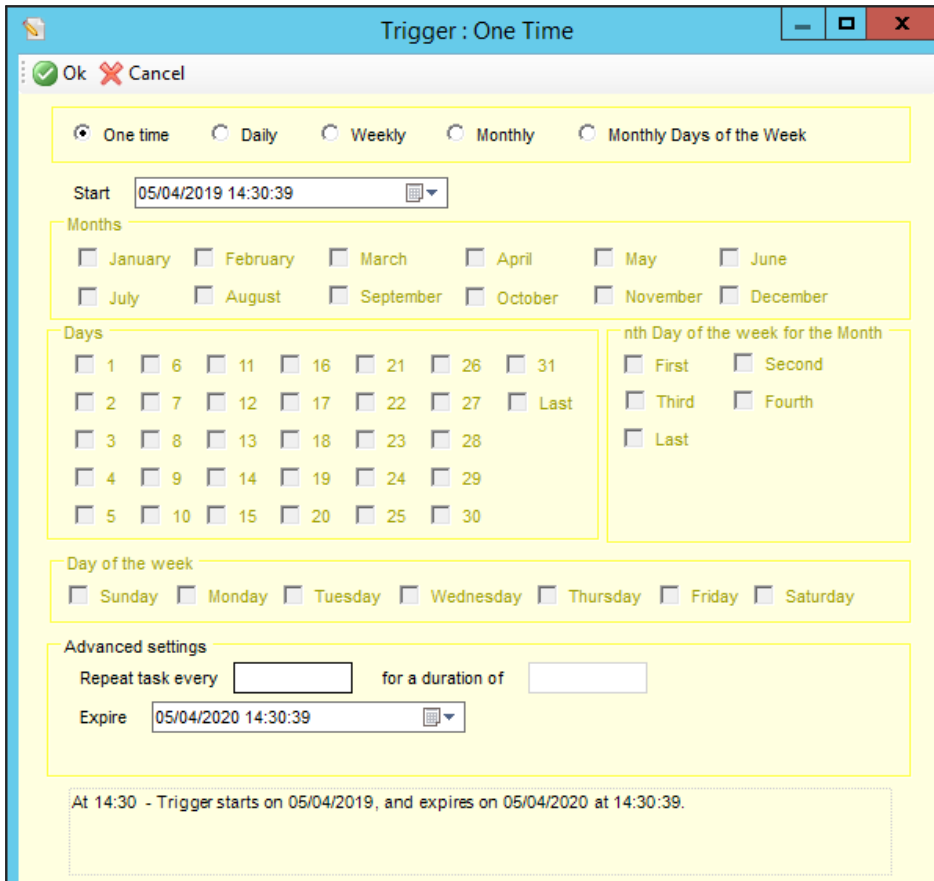 Trigger : One Time
Ok Cancel
One time Daily Weekly Monthly Monthly Days of the Week
Start 05/04/2019 14:30:39
Months
January February March April May June
July August September October November December
Days nth Day of the week for the Month
1 6 11 16 21 26 31 First Second
2 7 12 17 22 27 Last Third Fourth
3 8 13 18 23 28 Last
4 9 14 19 24 29
5 10 15 20 25 30
Day of the week
Sunday Monday Tuesday Wednesday Thursday Friday Saturday
Advanced settings
Repeat task every for a duration of
Expire 05/04/2020 14:30:39
At 14:30 - Trigger starts on 05/04/2019, and expires on 05/04/2020 at 14:30:39.